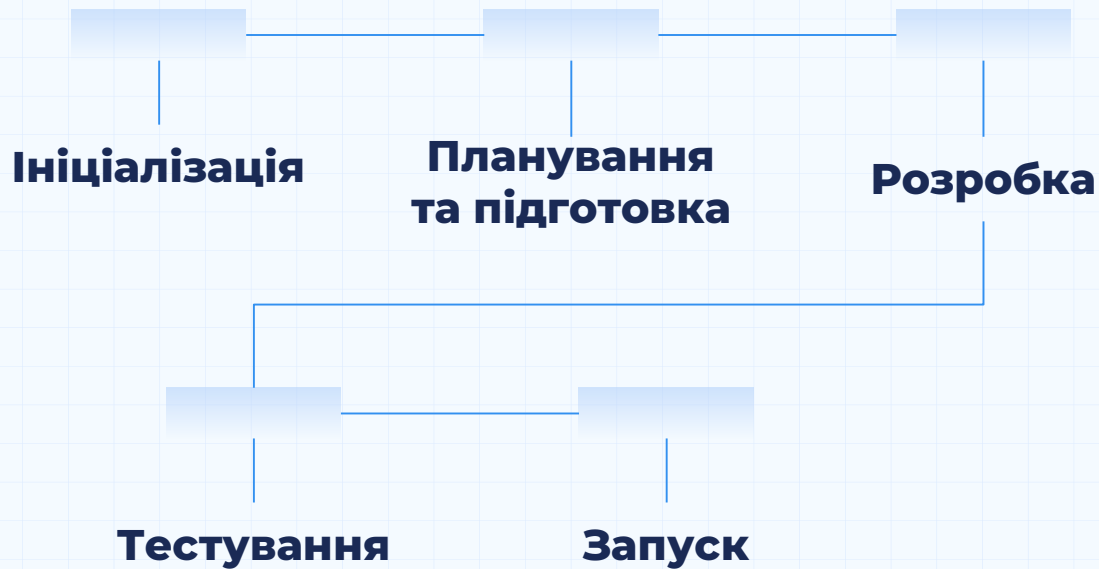 Ініціалізація
Планування
та підготовка
Розробка
Тестування
Запуск